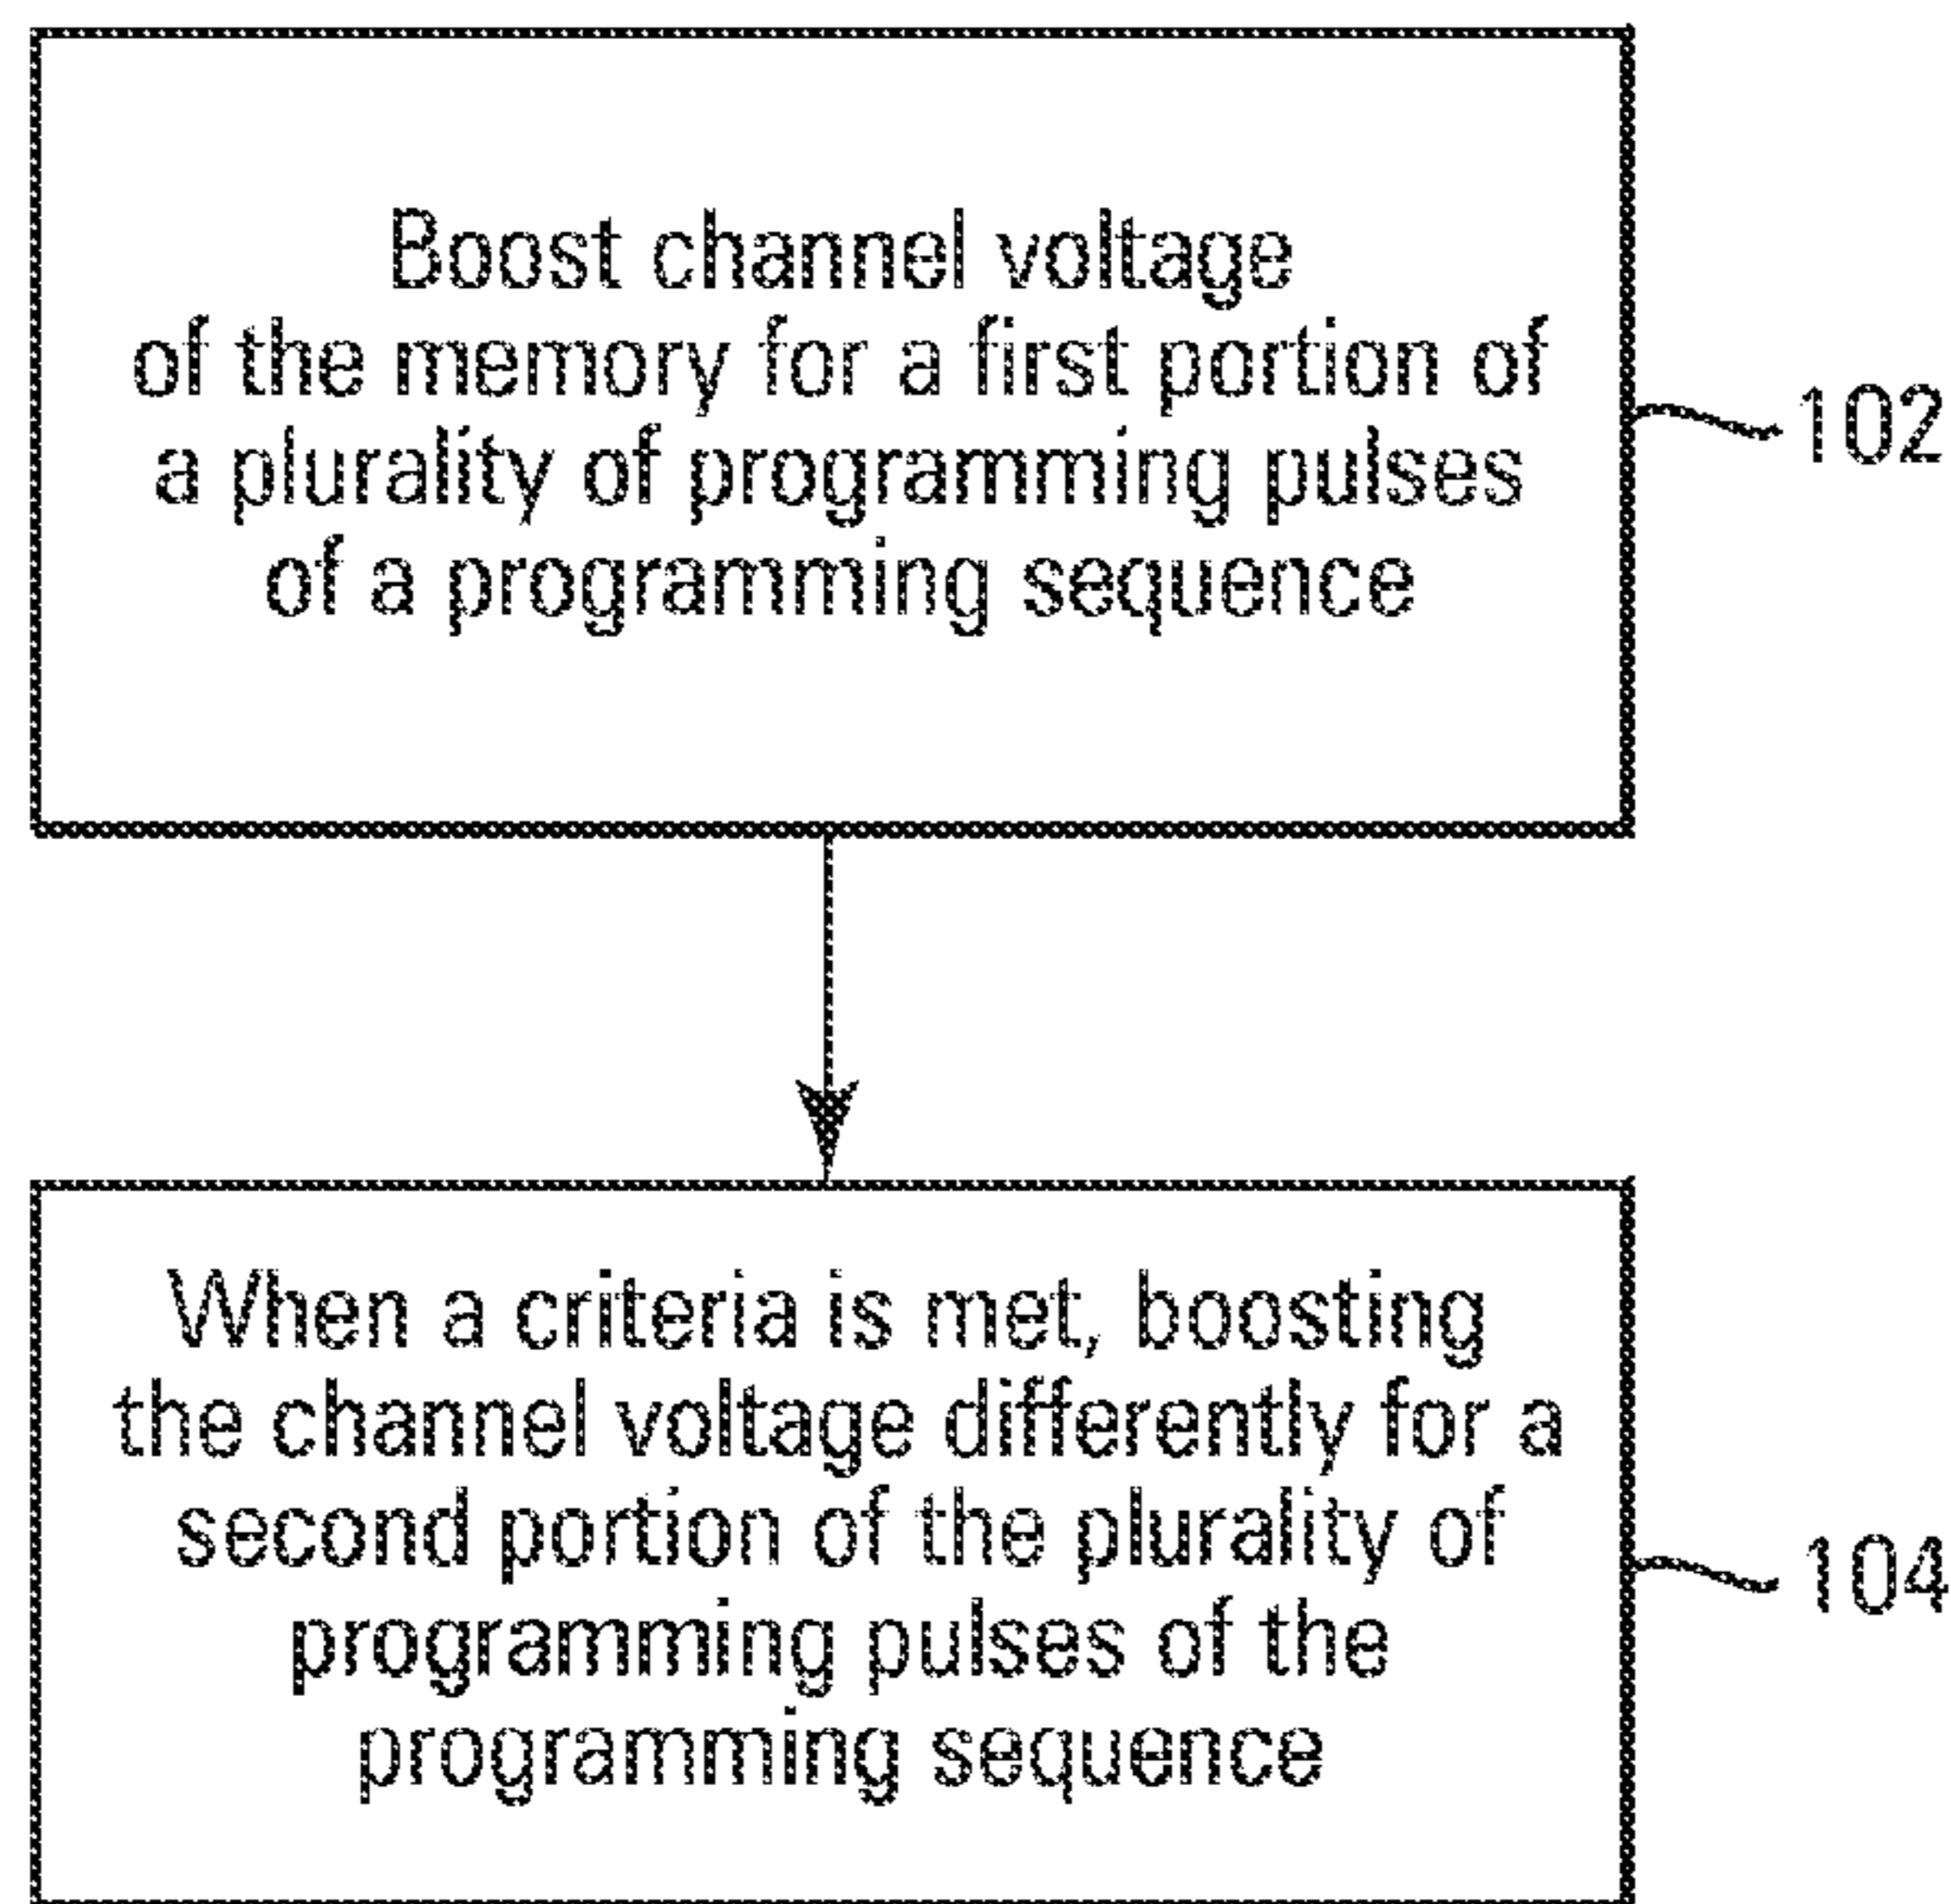 Boost channel voltage
of the memory for a first portion of
a plurality of programming pulses
of a programming sequence
102
When a criteria is met, boosting
the channel voltage differently for a
second portion of the plurality of
programming pulses of the
programming sequence
104